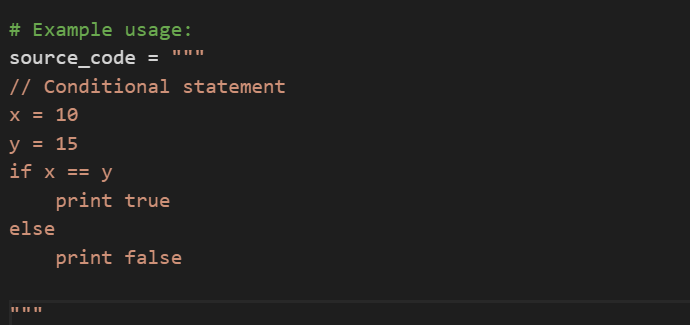 # Example usage:
source_code = """
// Conditional statement
x = 10
y = 15
if x == y
    print true
else
    print false
"""